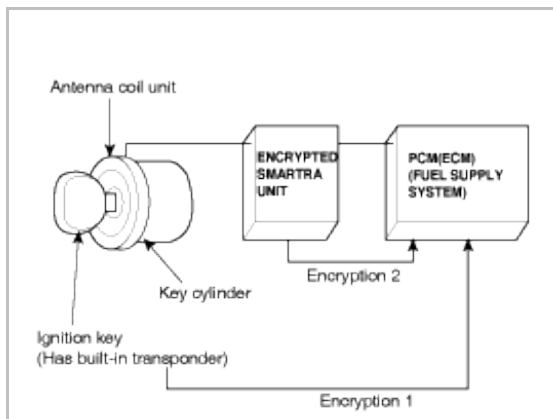 Antenna coil unit
ENCRYPTED
SMARTRA
UNIT
PCM(ECM)
(FUEL SUPPLY
SYSTEM)
Encryption 2
Key cylinder
Ignition key
(Has built-in transponder)
Encryption 1